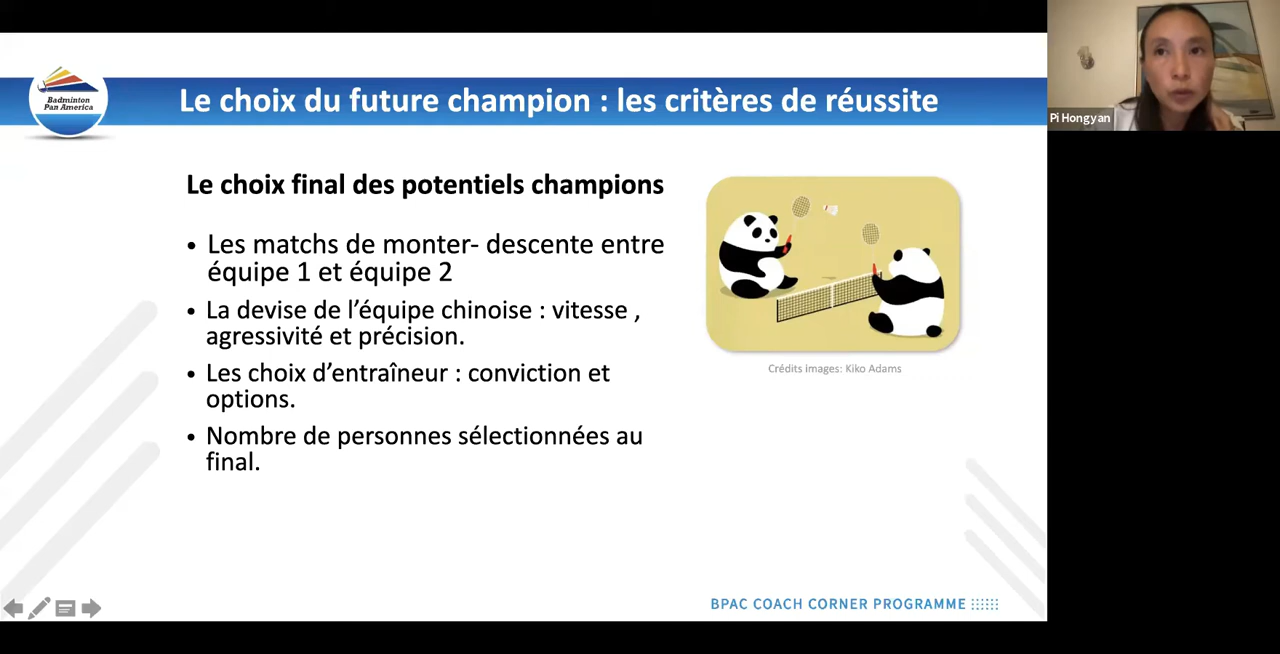 Badminton
Pan America
Le choix du future champion : les critères de réussite
Pi Hongyan
Le choix final des potentiels champions
• Les matchs de monter- descente entre
équipe 1 et équipe 2
• La devise de l’équipe chinoise : vitesse ,
agressivité et précision.
• Les choix d’entraîneur : conviction et
options.
• Nombre de personnes sélectionnées au
final.
Crédits images: Kiko Adams
BPAC COACH CORNER PROGRAMME